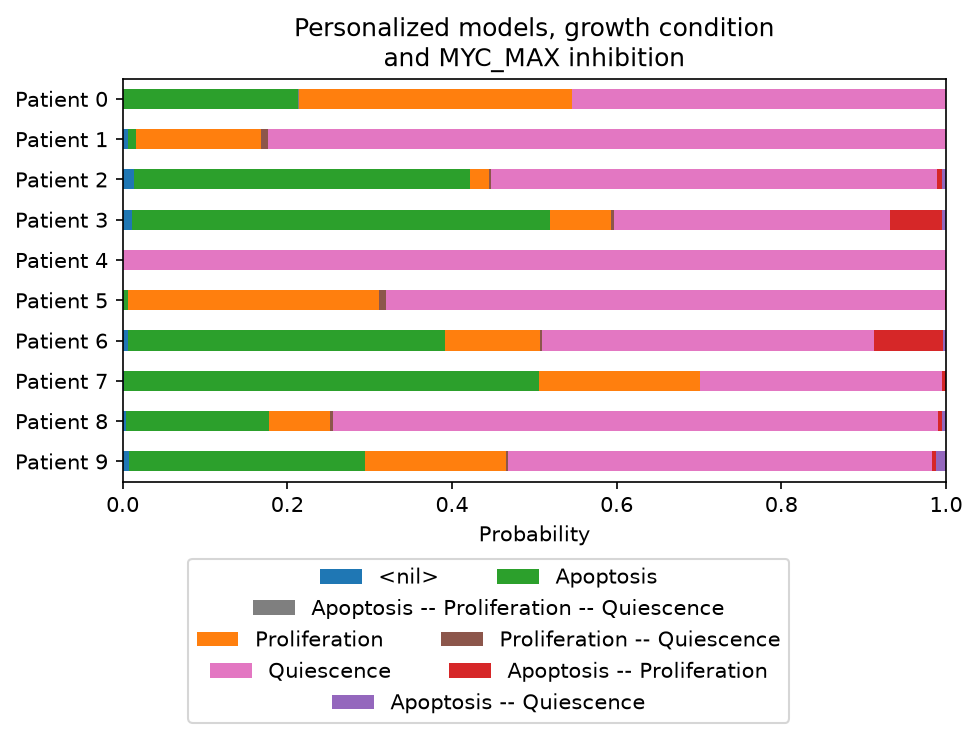 Personalized models, growth condition
and MYC_MAX inhibition
Patient 0
Patient 1
Patient 2
Patient 3
Patient 4
Patient 5
Patient 6
Patient 7
Patient 8
Patient 9
0.0 0.2 0.4 0.6 0.8 1.0
Probability
<nil> Apoptosis
Apoptosis -- Proliferation -- Quiescence
Proliferation Proliferation -- Quiescence
Quiescence Apoptosis -- Proliferation
Apoptosis -- Quiescence